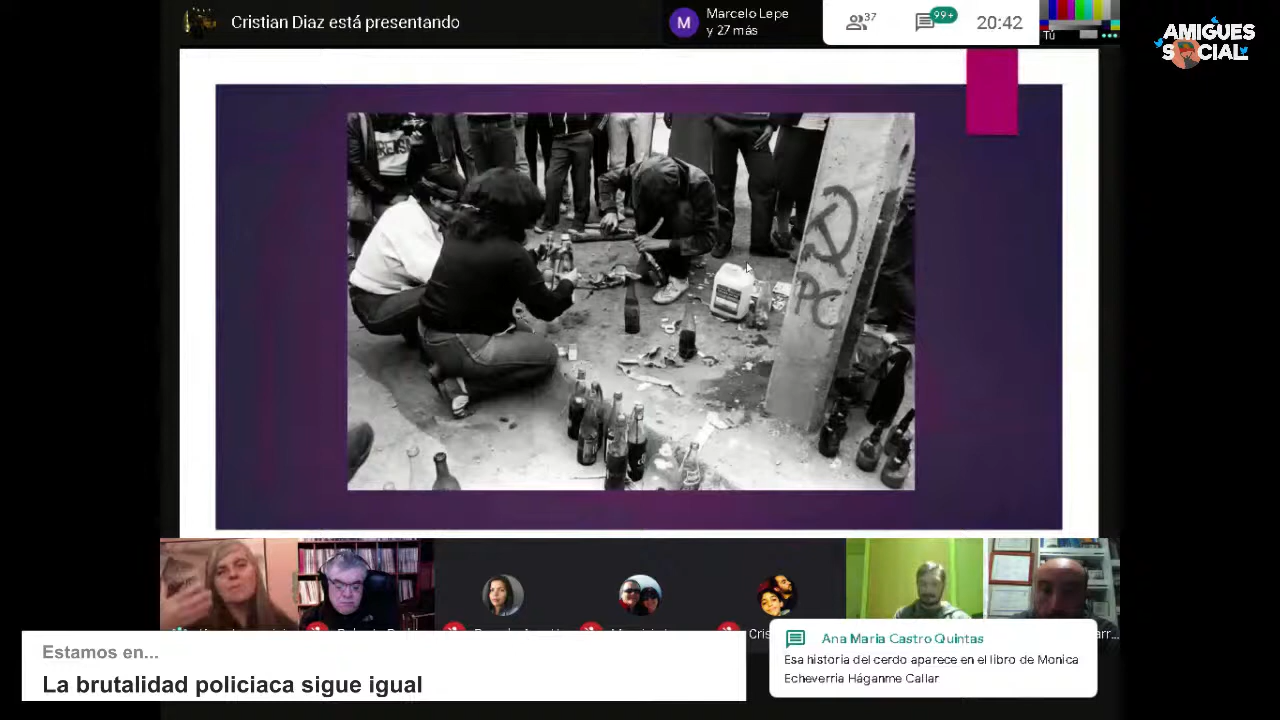 Cristian Diaz está presentando
M
Marcelo Lepe
y 27 más
37
99+
20:42
Tú
AMIGUES
SOCIAL
PC
Estamos en...
La brutalidad policiaca sigue igual
Ana Maria Castro Quintas
Esa historia del cerdo aparece en el libro de Monica
Echeverria Háganme Callar